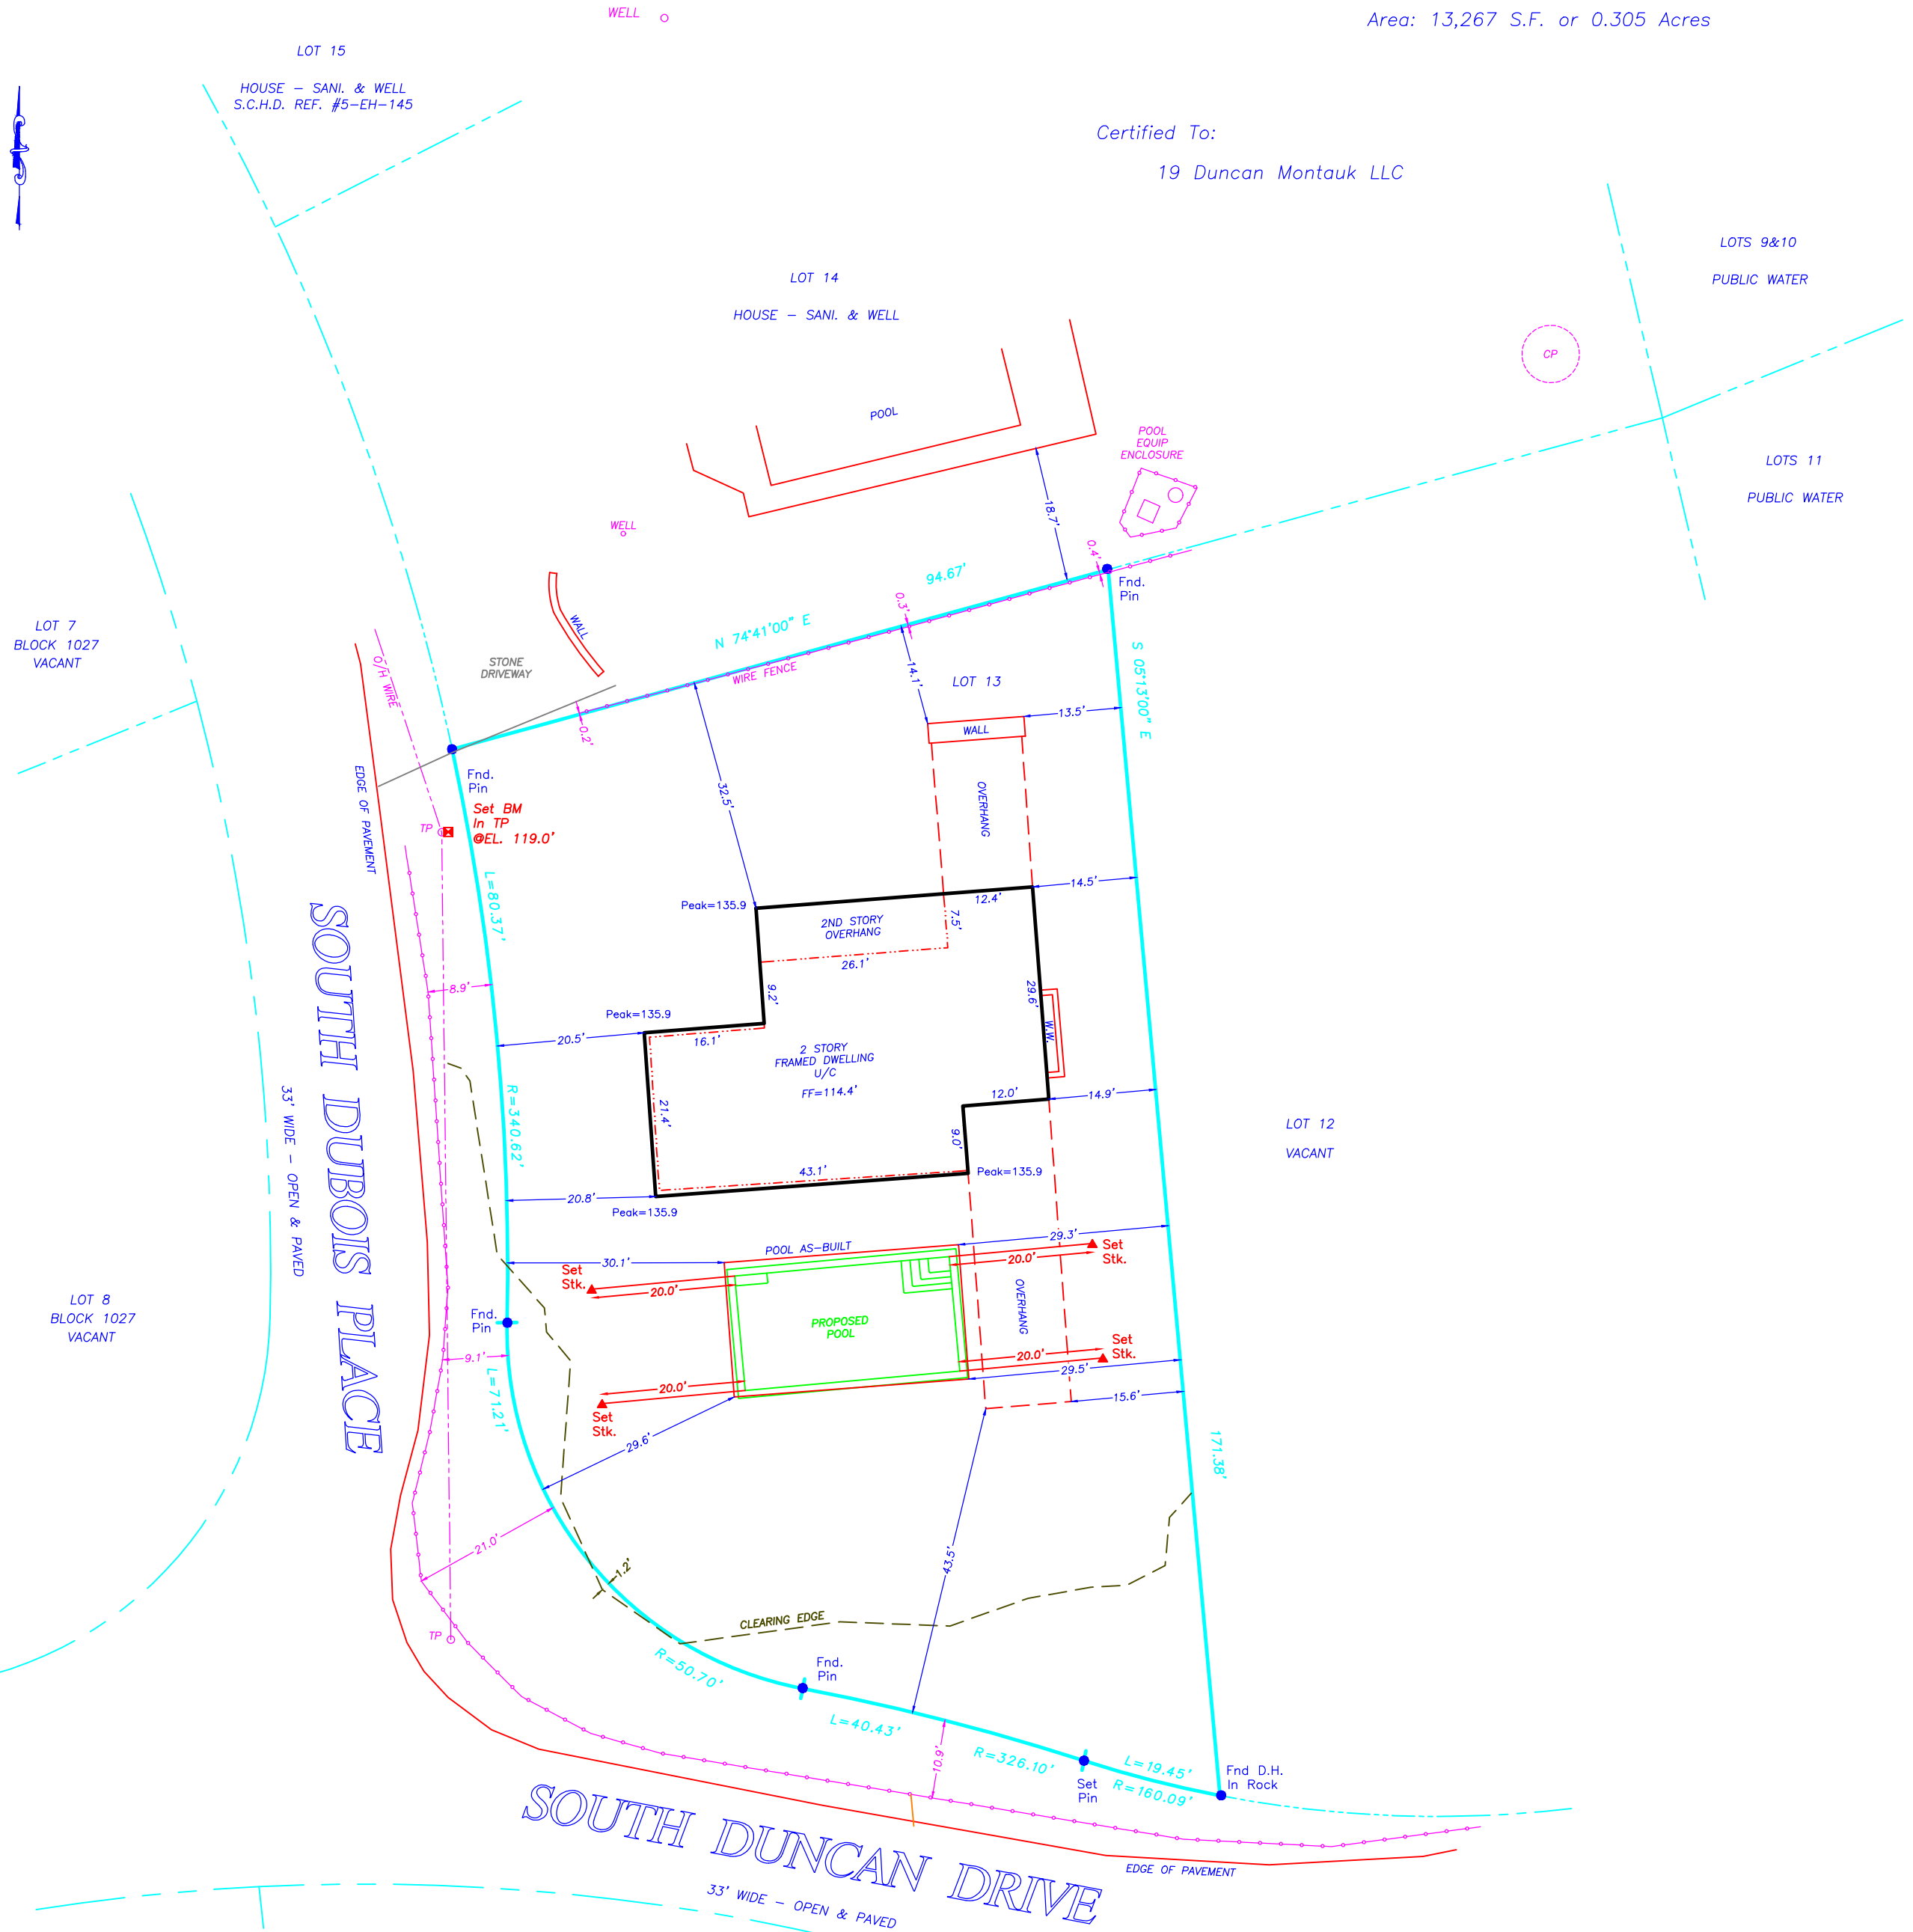 WELL
Area: 13,267 S.F. or 0.305 Acres
LOT 15
HOUSE – SANI. & WELL
S.C.H.D. REF. #5–EH–145
Certified To:
19 Duncan Montauk LLC
LOTS 9&10
PUBLIC WATER
LOT 14
HOUSE – SANI. & WELL
CP
POOL
POOL
EQUIP
ENCLOSURE
LOTS 11
PUBLIC WATER
18.7'
WELL
0.4'
94.67'
Fnd.
Pin
0.3'
WALL
N 74°41'00" E
LOT 7
BLOCK 1027
VACANT
STONE
DRIVEWAY
O/H WIRE
WIRE FENCE
14.1'
LOT 13
S 05°13'00" E
13.5'
WALL
0.2'
Fnd.
Pin
32.5'
OVERHANG
EDGE OF PAVEMENT
Set BM
In TP
@EL. 119.0'
TP
L=80.37'
14.5'
12.4'
Peak=135.9
2ND STORY
OVERHANG
7.5'
26.1'
8.9'
9.2'
29.6'
Peak=135.9
20.5'
16.1'
W.W.
2 STORY
FRAMED DWELLING
U/C
FF=114.4'
12.0'
14.9'
R=340.62'
21.4'
9.0'
LOT 12
VACANT
SOUTH DUBOIS PLACE
33' WIDE – OPEN & PAVED
43.1'
Peak=135.9
20.8'
Peak=135.9
29.3'
POOL AS–BUILT
Set
Stk.
30.1'
20.0'
Set
Stk.
20.0'
OVERHANG
LOT 8
BLOCK 1027
VACANT
Fnd.
Pin
PROPOSED
POOL
Set
Stk.
20.0'
9.1'
29.5'
20.0'
15.6'
L=71.21'
Set
Stk.
29.6'
171.38'
21.0'
43.5'
1.2'
CLEARING EDGE
TP
R=50.70'
Fnd.
Pin
L=40.43'
10.9'
R=326.10'
L=19.45'
R=160.09'
Set
Pin
Fnd D.H.
In Rock
SOUTH DUNCAN DRIVE
EDGE OF PAVEMENT
33' WIDE – OPEN & PAVED